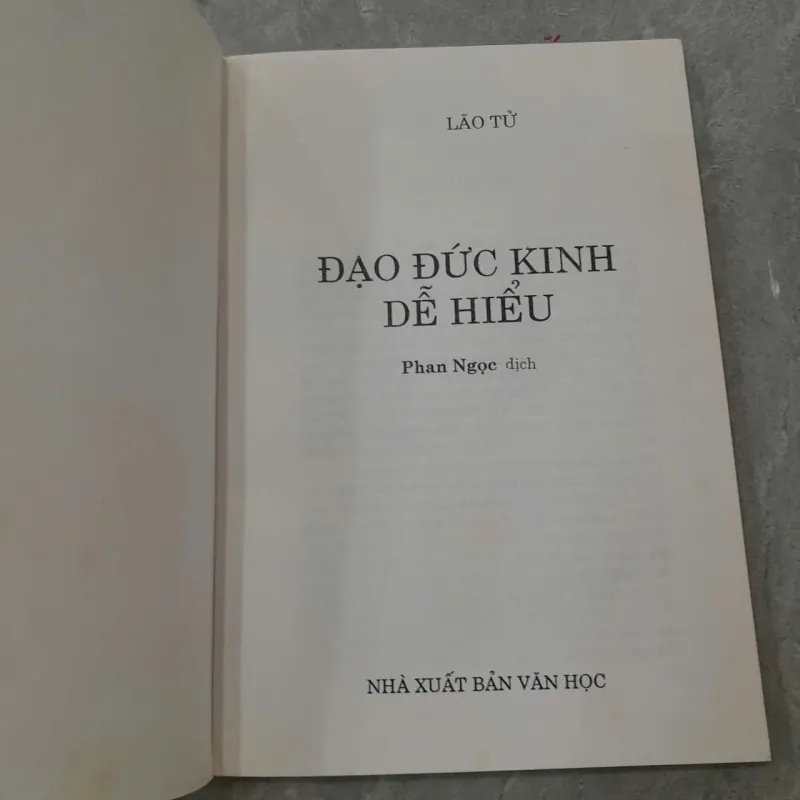 LÃO TỬ
ĐẠO ĐỨC KINH
DỄ HIỂU
Phan Ngọc dịch
NHÀ XUẤT BẢN VĂN HỌC